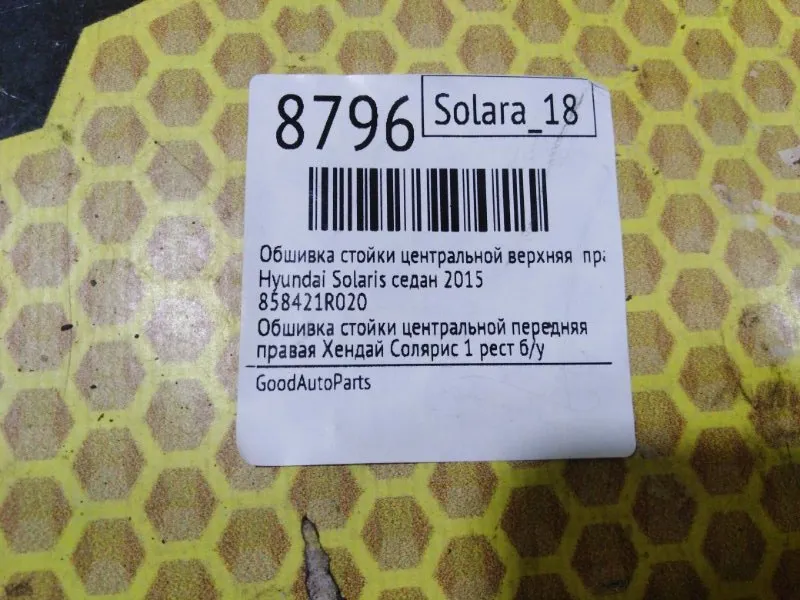 8796
Solara_18
Обшивка стойки центральной верхняя
Hyundai Solaris седан 2015
858421R020
Обшивка стойки центральной передняя
правая Хендай Солярис 1 рест б/у
GoodAutoParts